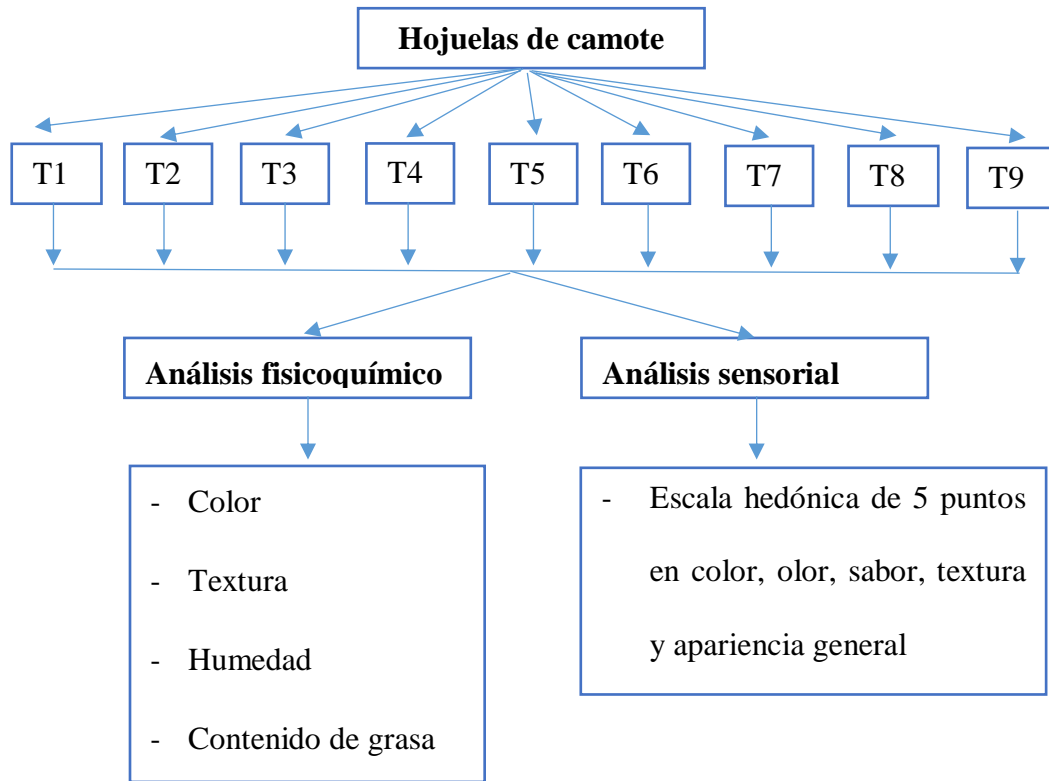 Hojuelas de camote
T1 T2 T3 T4 T5 T6 T7 T8 T9
Análisis fisicoquímico
Análisis sensorial
- Color
- Textura
- Humedad
- Contenido de grasa
- Escala hedónica de 5 puntos
en color, olor, sabor, textura
y apariencia general